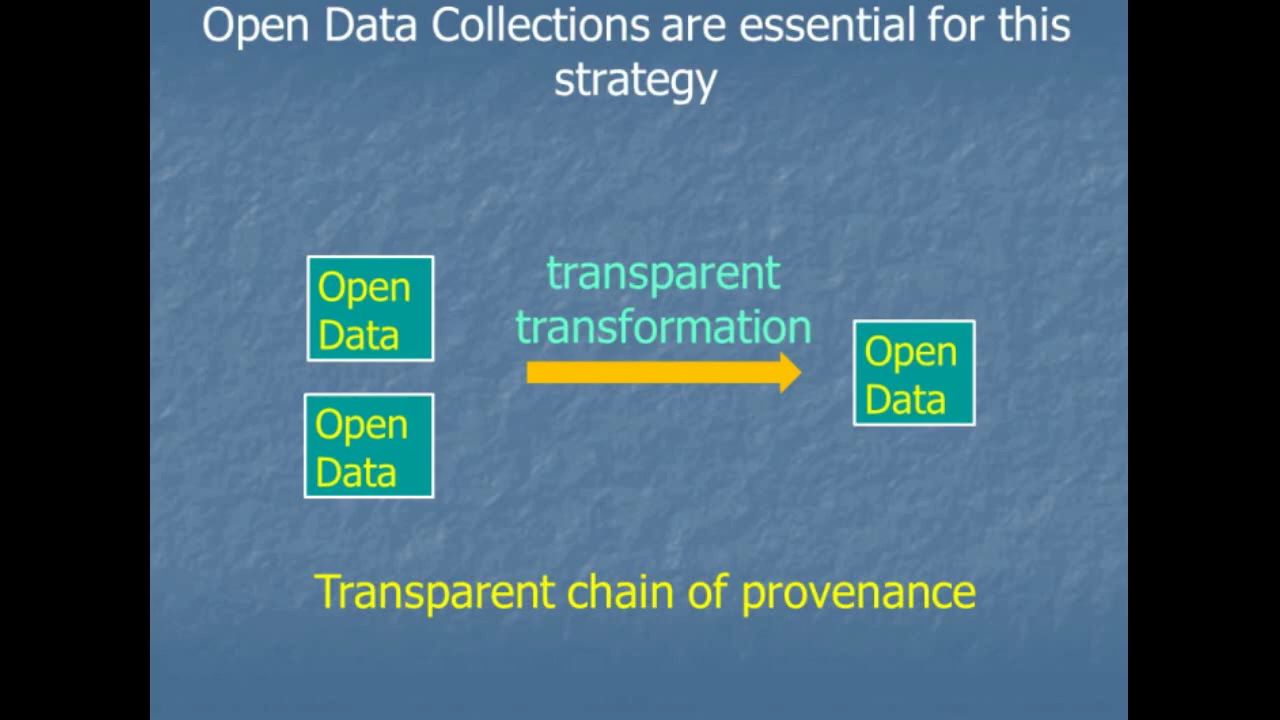 Open Data Collections are essential for this
strategy
Open
Data
transparent
transformation
Open
Data
Open
Data
Transparent chain of provenance